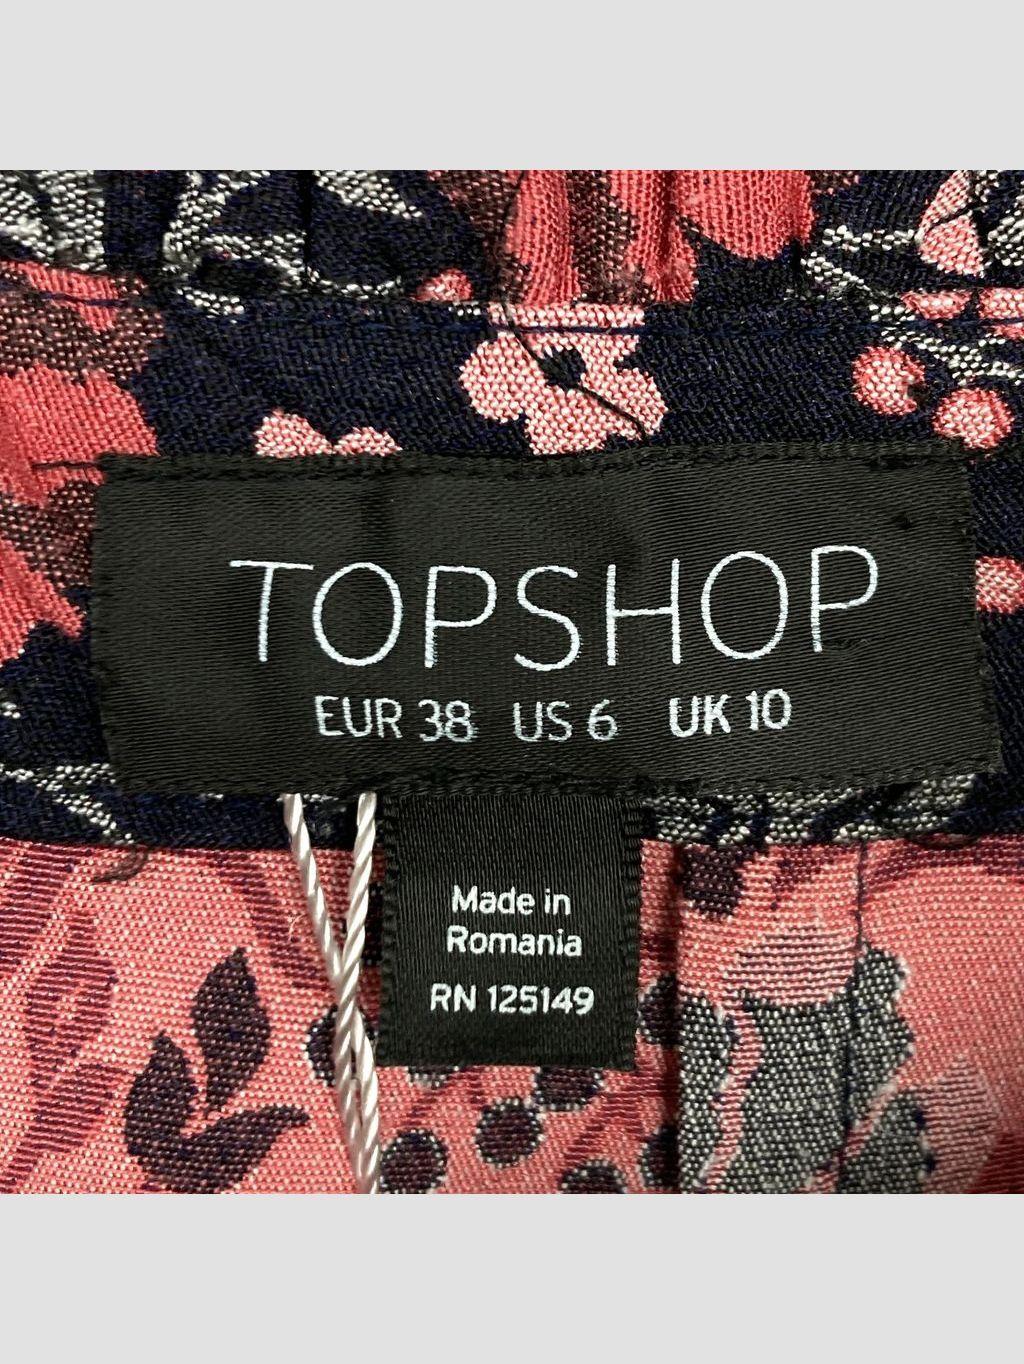 TOPSHOP
EUR 38 US 6 UK 10
Made in
Romania
RN 125149